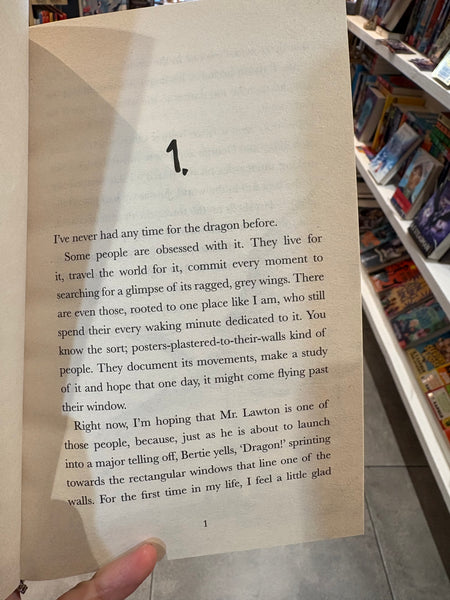 1.
I've never had any time for the dragon before.
Some people are obsessed with it. They live for
it, travel the world for it, commit every moment to
searching for a glimpse of its ragged, grey wings. There
are even those, rooted to one place like I am, who still
spend their every waking minute dedicated to it. You
know the sort; posters-plastered-to-their-walls kind of
people. They document its movements, make a study
of it and hope that one day, it might come flying past
their window.
Right now, I'm hoping that Mr. Lawton is one of
those people, because, just as he is about to launch
into a major telling off, Bertie yells, 'Dragon!' sprinting
towards the rectangular windows that line one of the
walls. For the first time in my life, I feel a little glad
1